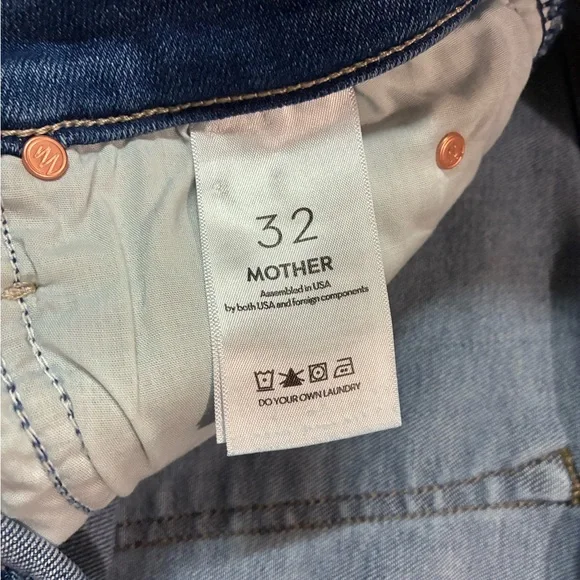 32
MOTHER
Assembled in USA
by both USA and foreign components
DO YOUR OWN LAUNDRY